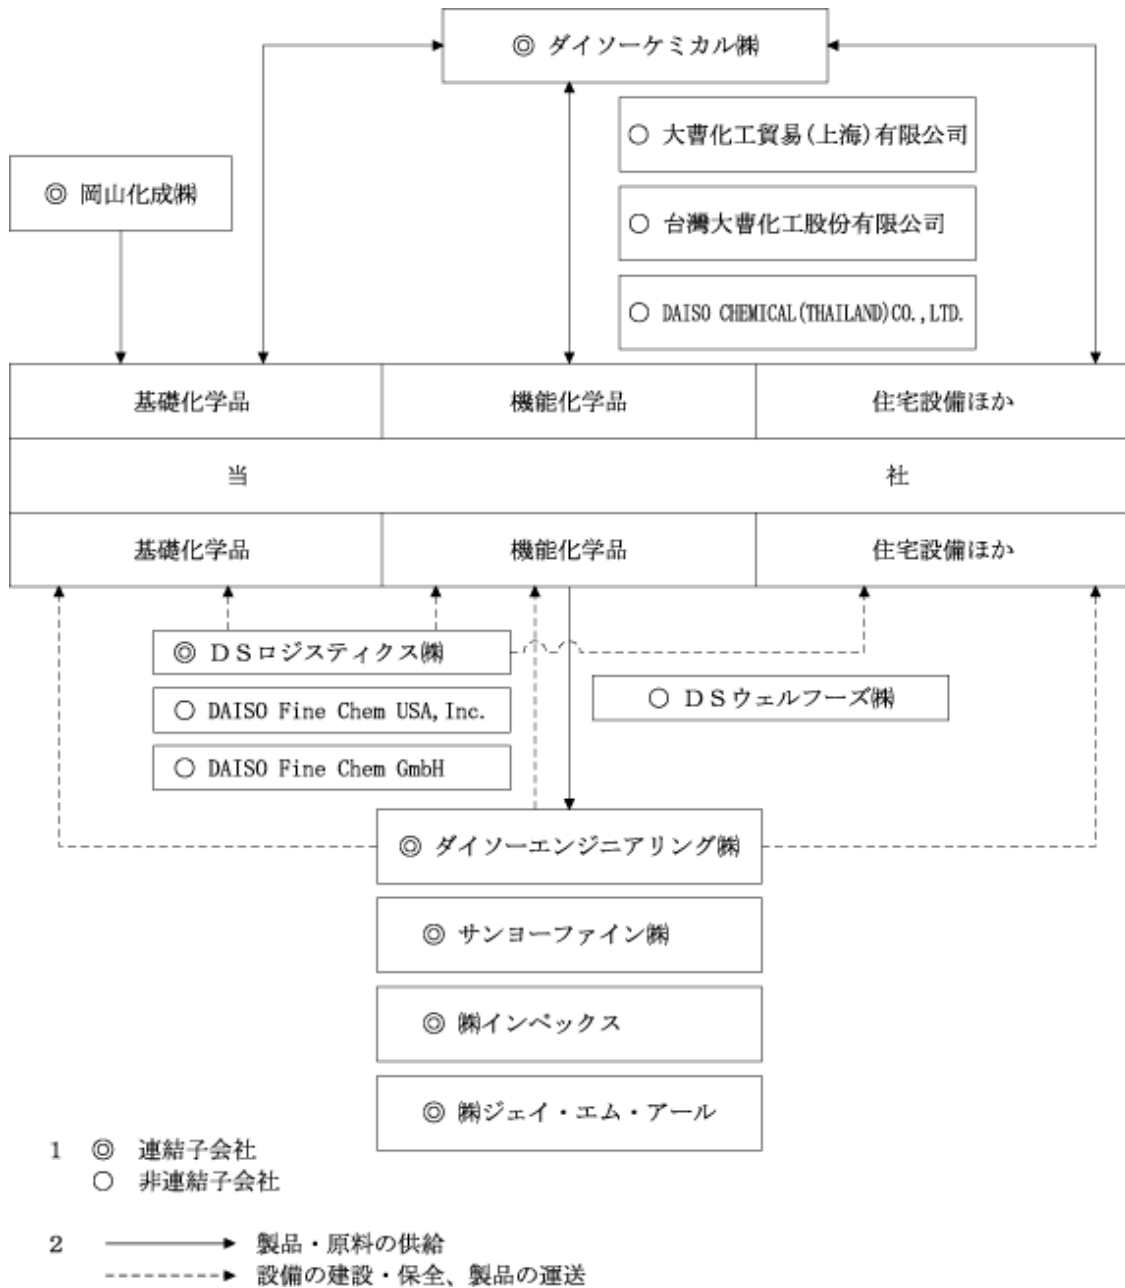 ◎ ダイソーケミカル㈱
○ 大曹化工貿易(上海)有限公司
◎ 岡山化成㈱
○ 台灣大曹化工股份有限公司
○ DAISO CHEMICAL(THAILAND)CO.,LTD.
基礎化学品 機能化学品 住宅設備ほか
当 社
基礎化学品 機能化学品 住宅設備ほか
◎ DSロジスティクス㈱
○ DSウェルフーズ㈱
○ DAISO Fine Chem USA,Inc.
○ DAISO Fine Chem GmbH
◎ ダイソーエンジニアリング㈱
◎ サンヨーファイン㈱
◎ ㈱インペックス
◎ ㈱ジェイ・エム・アール
1 ◎ 連結子会社
○ 非連結子会社
2 製品・原料の供給
設備の建設・保全、製品の運送